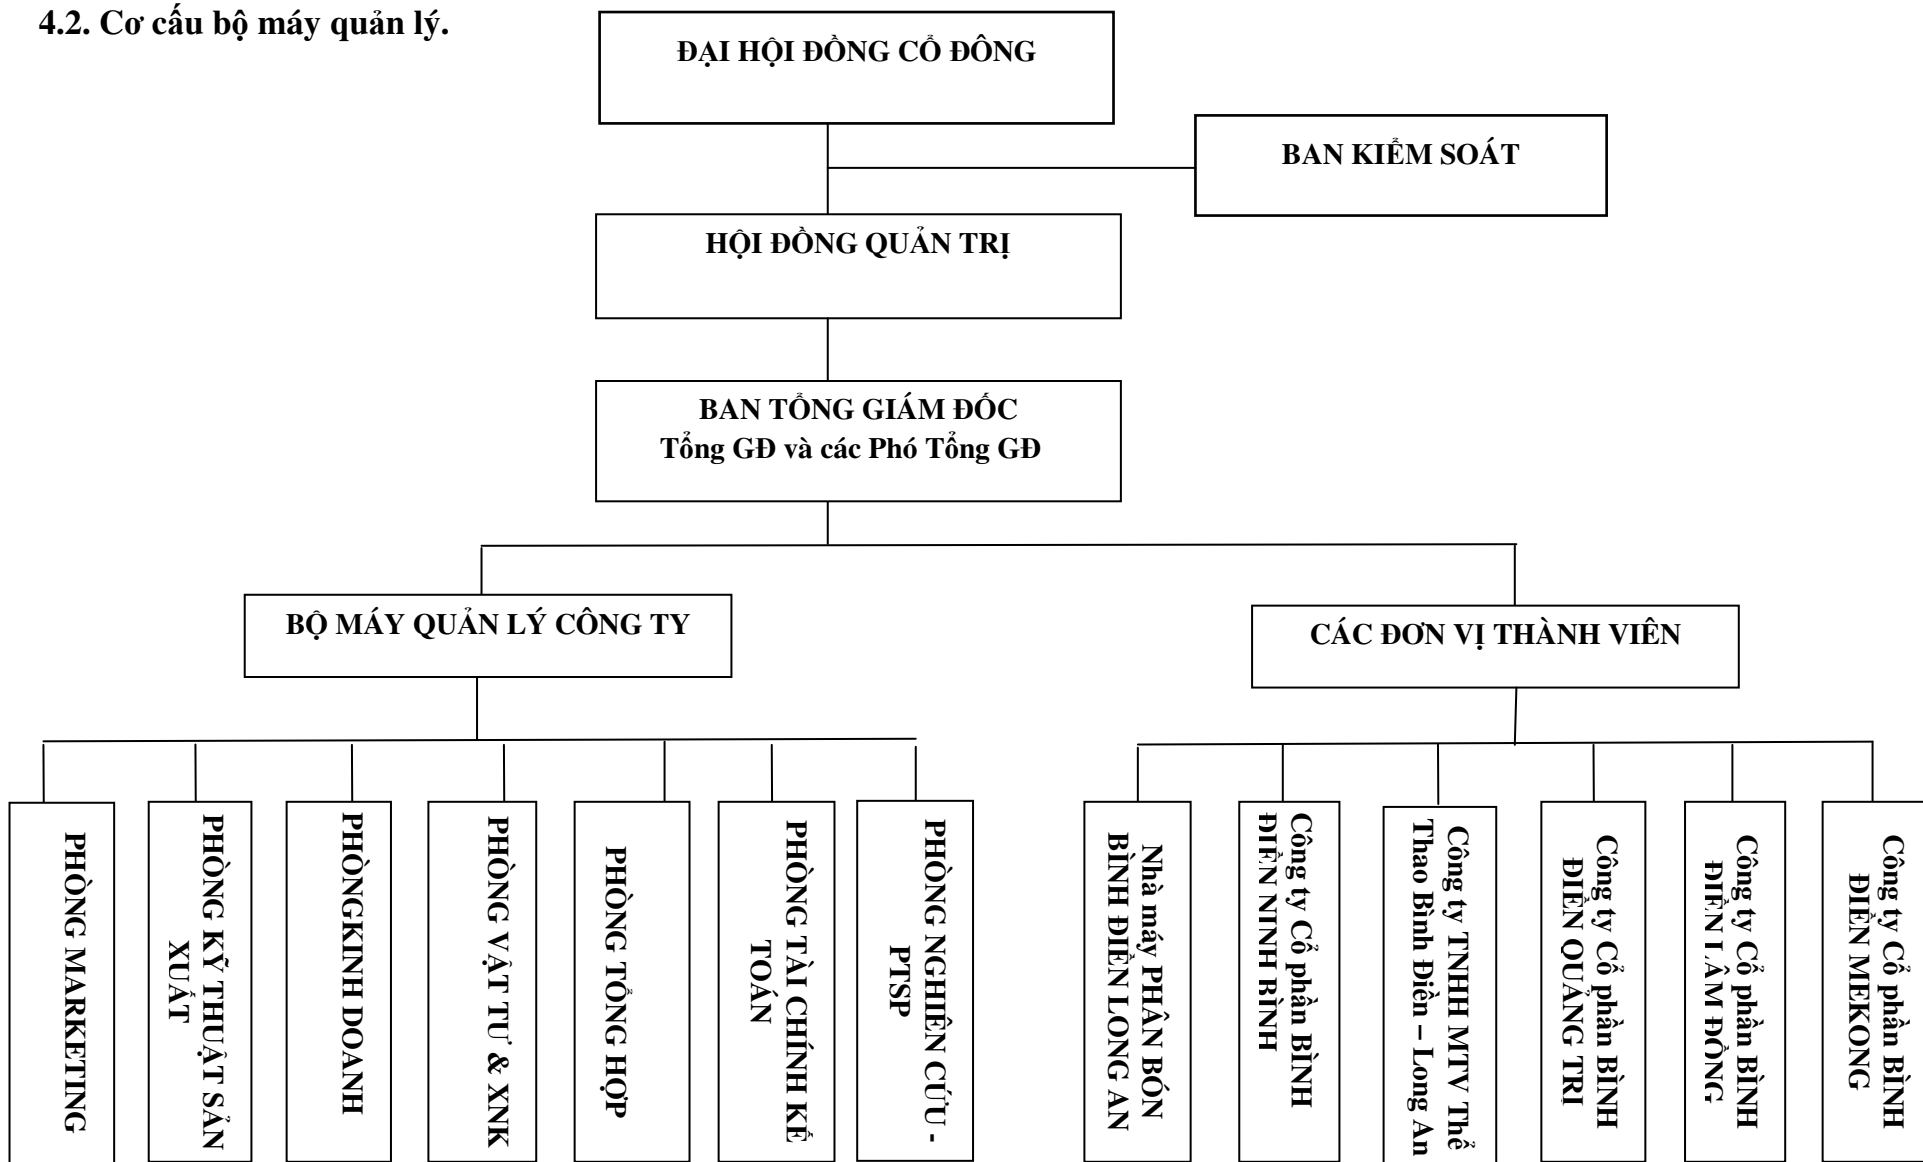 4.2. Cơ cấu bộ máy quản lý.
ĐẠI HỘI ĐỒNG CỔ ĐÔNG
BAN KIỂM SOÁT
HỘI ĐỒNG QUẢN TRỊ
BAN TỔNG GIÁM ĐỐC
Tổng GĐ và các Phó Tổng GĐ
BỘ MÁY QUẢN LÝ CÔNG TY
CÁC ĐƠN VỊ THÀNH VIÊN
PHÒNG MARKETING
PHÒNG KỸ THUẬT SẢN
XUẤT
PHÒNGKINH DOANH
PHÒNG VẬT TƯ & XNK
PHÒNG TỔNG HỢP
PHÒNG TÀI CHÍNH KẾ
TOÁN
PHÒNG NGHIÊN CỨU -
PTSP
Nhà máy PHÂN BÓN
BÌNH ĐIỀN LONG AN
Công ty Cổ phần BÌNH
ĐIỀN NINH BÌNH
Công ty TNHH MTV Thể
Thao Bình Điền – Long An
Công ty Cổ phần BÌNH
ĐIỀN QUẢNG TRỊ
Công ty Cổ phần BÌNH
ĐIỀN LÂM ĐỒNG
Công ty Cổ phần BÌNH
ĐIỀN MEKONG